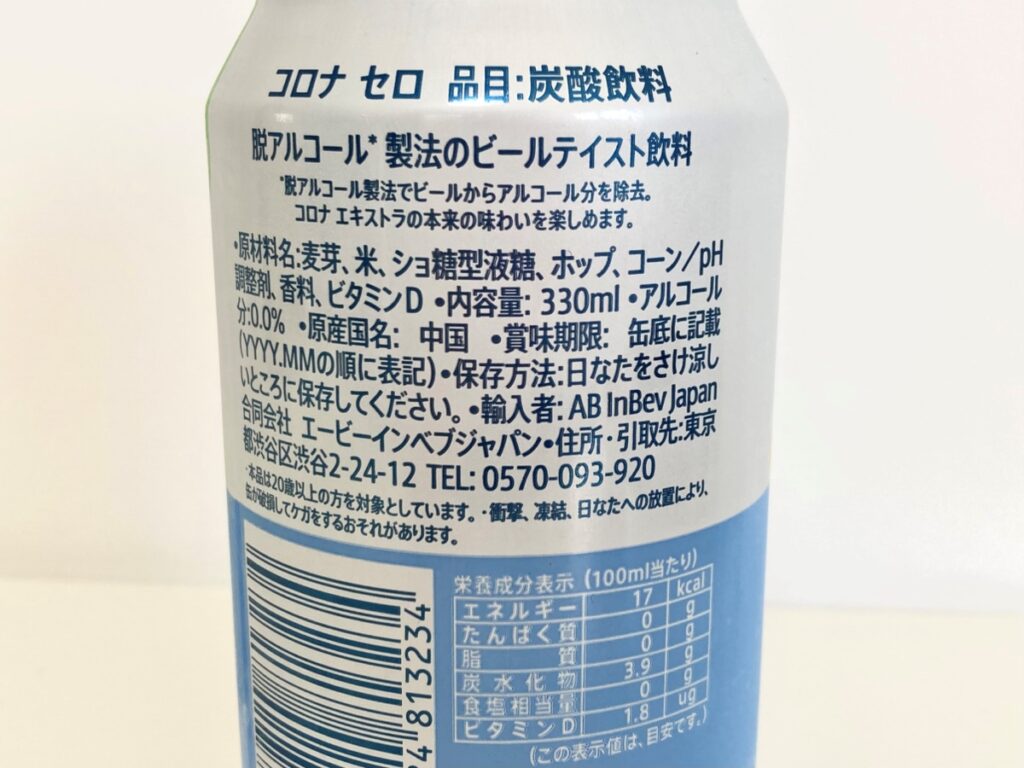 コロナ セロ 品目:炭酸飲料
脱アルコール* 製法のビールテイスト飲料
*脱アルコール製法でビールからアルコール分を除去。
コロナ エキストラの本来の味わいを楽しめます。
•原材料名:麦芽、米、ショ糖型液糖、ホップ、コーン/pH
調整剤、香料、ビタミンD •内容量: 330ml •アルコール
分:0.0% •原産国名: 中国 •賞味期限: 缶底に記載
(YYYY.MMの順に表記) •保存方法:日なたをさけ涼し
いところに保存してください。 •輸入者: AB InBev Japan
合同会社 エービーインベブジャパン •住所・引取先:東京
都渋谷区渋谷2-24-12 TEL: 0570-093-920
・本品は20歳以上の方を対象としています。・衝撃、凍結、日なたへの放置により、
缶が破損してケガをするおそれがあります。
栄養成分表示 (100ml当たり)
エネルギー 17 kcal
たんぱく質 0 g
脂質 0 g
炭水化物 3.9 g
食塩相当量 0 g
ビタミンD 1.8 ug
(この表示値は、目安です。)
4 813234